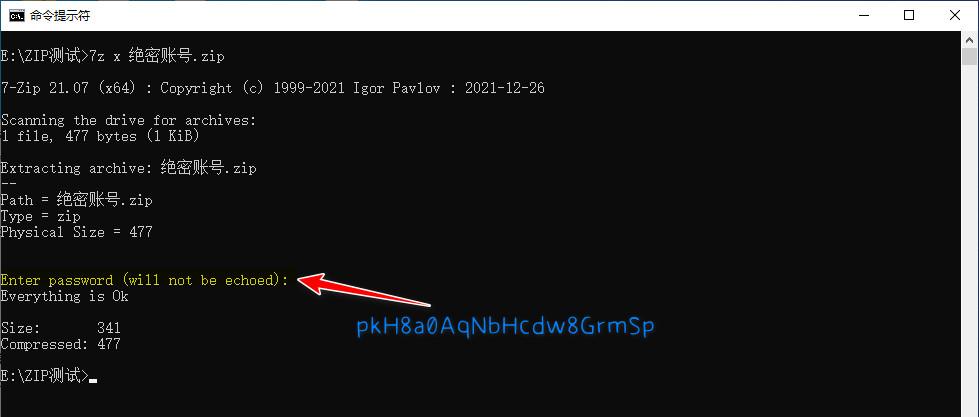 命令提示符
E:\ZIP测试>7z x 绝密账号.zip
7-Zip 21.07 (x64) : Copyright (c) 1999-2021 Igor Pavlov : 2021-12-26
Scanning the drive for archives:
1 file, 477 bytes (1 KiB)
Extracting archive: 绝密账号.zip
--
Path = 绝密账号.zip
Type = zip
Physical Size = 477
Enter password (will not be echoed):
Everything is Ok
pkH8a0AqNbHcdw8GrmSp
Size:       341
Compressed: 477
E:\ZIP测试>